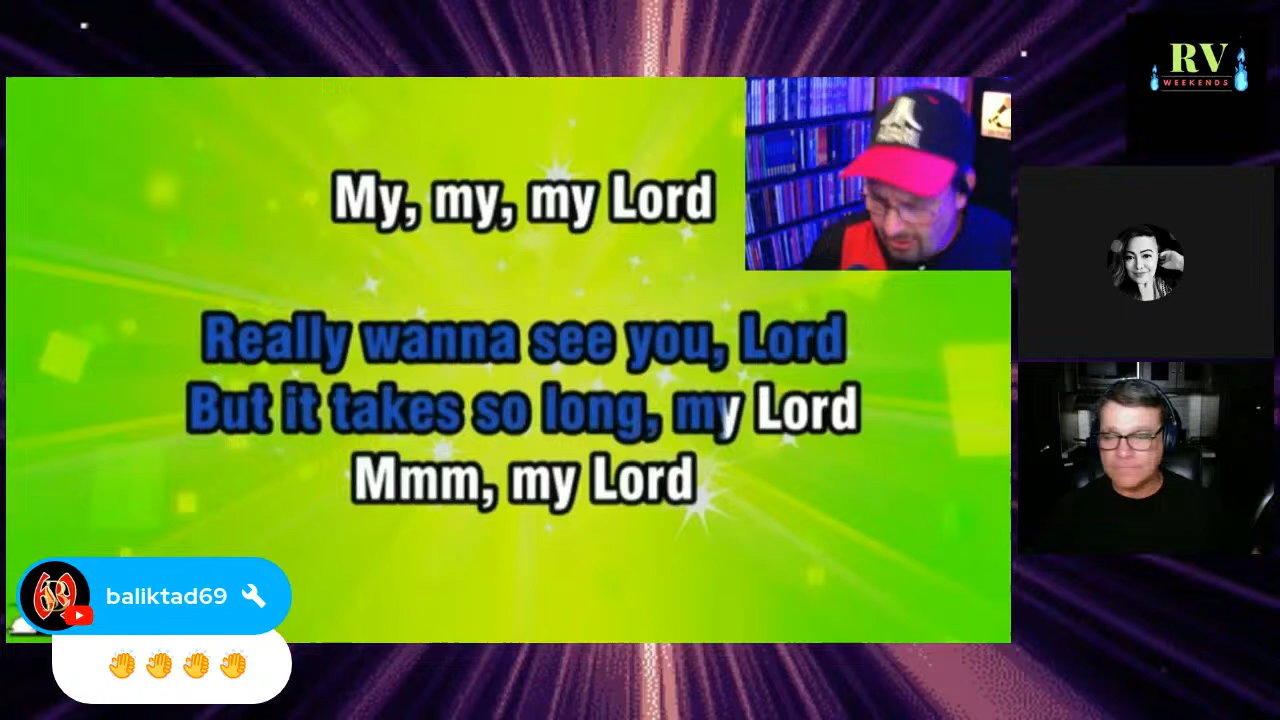 RV
WEEKENDS
My, my, my Lord
Really wanna see you, Lord
But it takes so long, my Lord
Mmm, my Lord
baliktad69